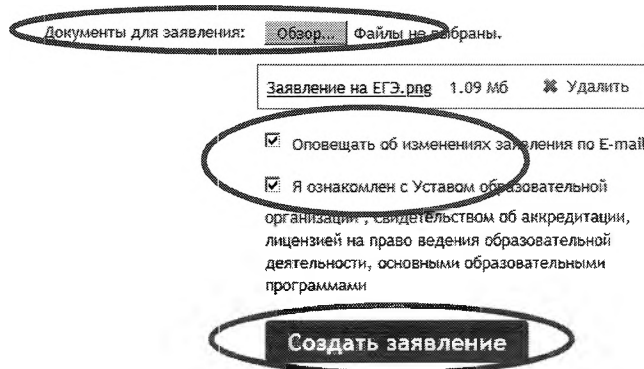 Документы для заявления: Обзор... Файлы не выбраны.
Заявление на ЕГЭ.png 1.09 Мб ✖ Удалить
Оповещать об изменениях заявления по E-mail
Я ознакомлен с Уставом образовательной
организации , свидетельством об аккредитации,
лицензией на право ведения образовательной
деятельности, основными образовательными
программами
Создать заявление